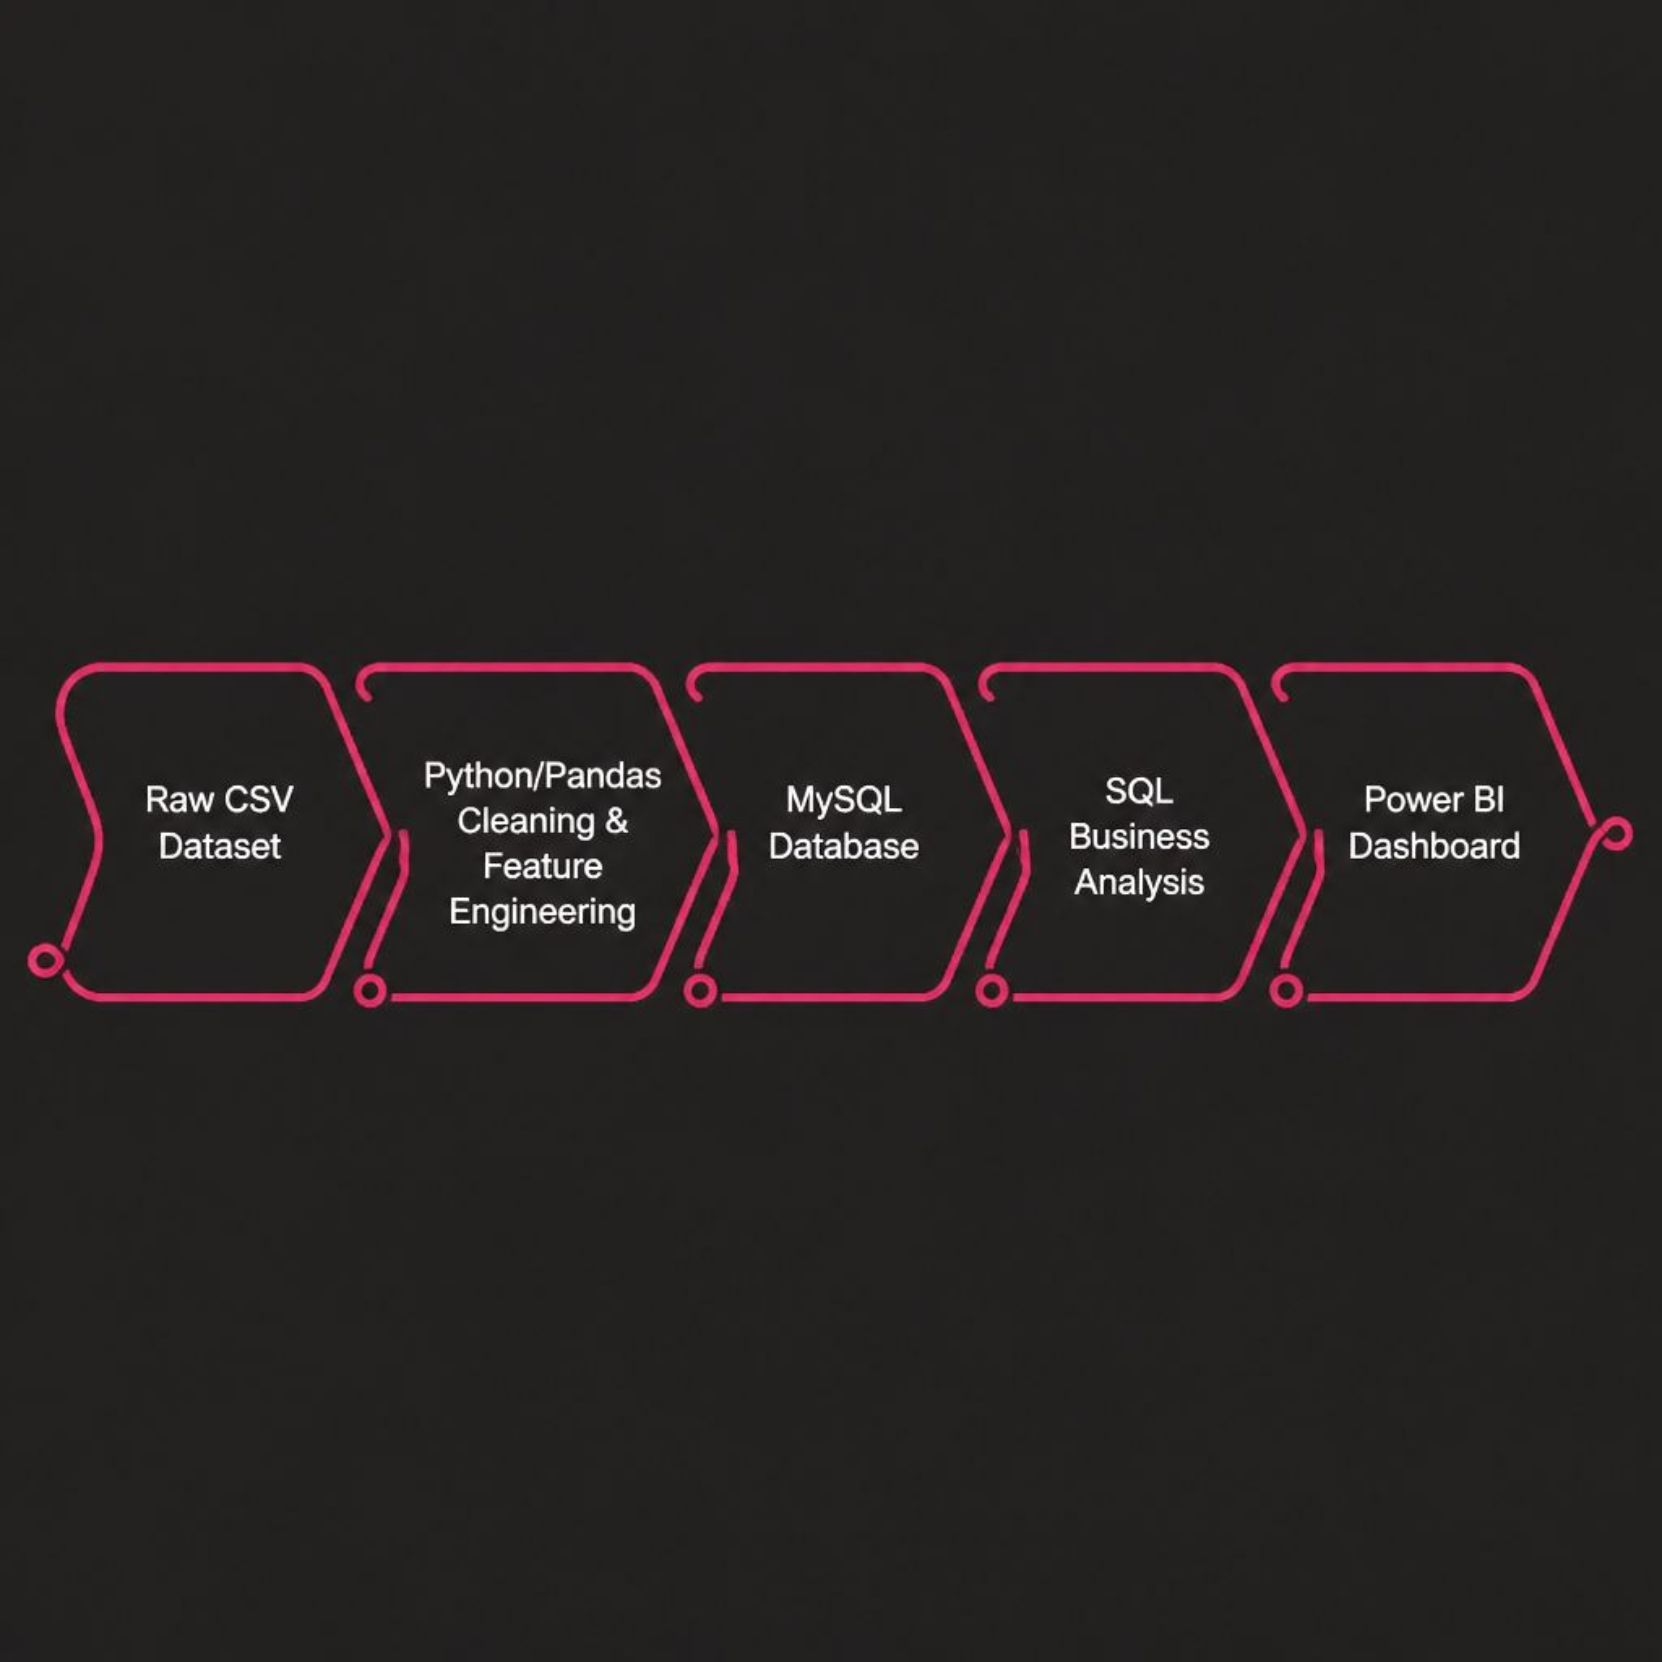 Raw CSV
Dataset
Python/Pandas
Cleaning &
Feature
Engineering
MySQL
Database
SQL
Business
Analysis
Power BI
Dashboard